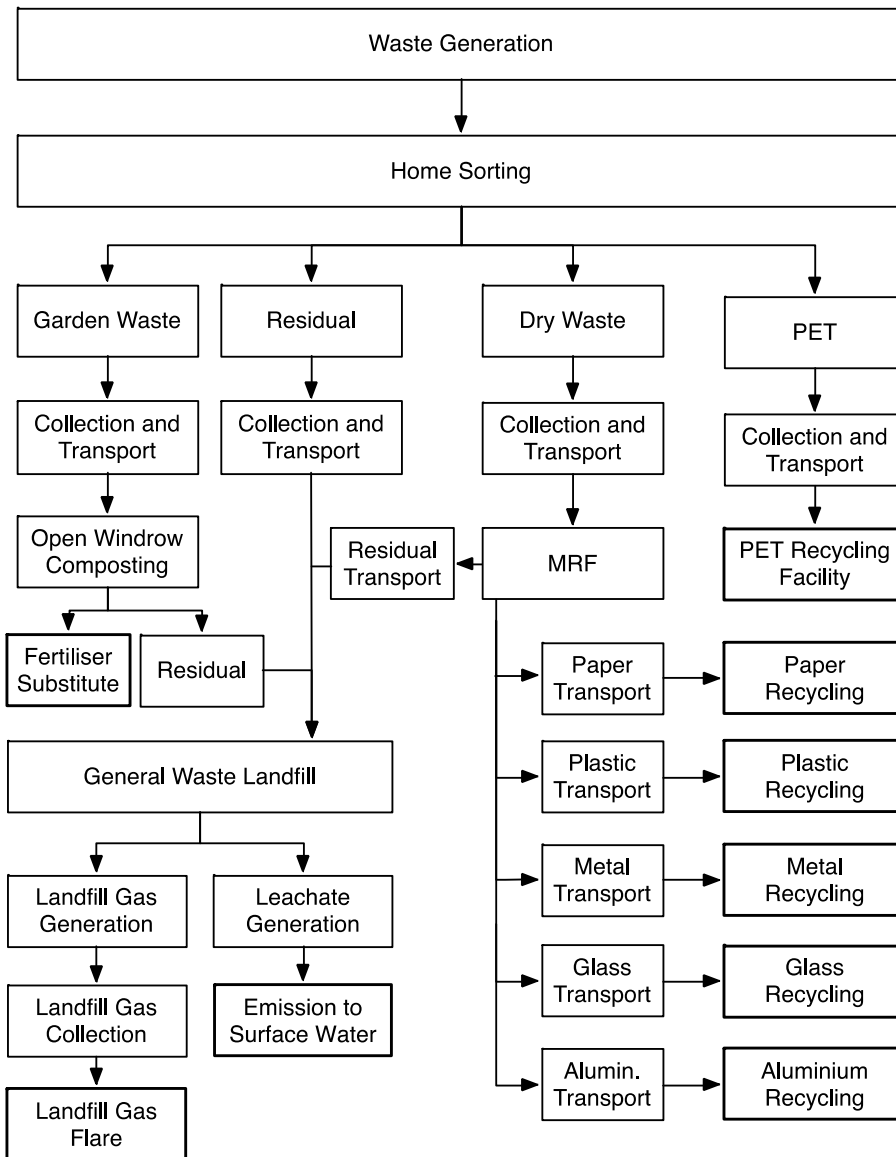 Waste Generation
Home Sorting
Garden Waste
Residual
Dry Waste
PET
Collection and
Transport
Collection and
Transport
Collection and
Transport
Collection and
Transport
Open Windrow
Composting
Residual
Transport
MRF
PET Recycling
Facility
Fertiliser
Substitute
Residual
Paper
Transport
Paper
Recycling
General Waste Landfill
Plastic
Transport
Plastic
Recycling
Landfill Gas
Generation
Leachate
Generation
Metal
Transport
Metal
Recycling
Landfill Gas
Collection
Emission to
Surface Water
Glass
Transport
Glass
Recycling
Landfill Gas
Flare
Alumin.
Transport
Aluminium
Recycling